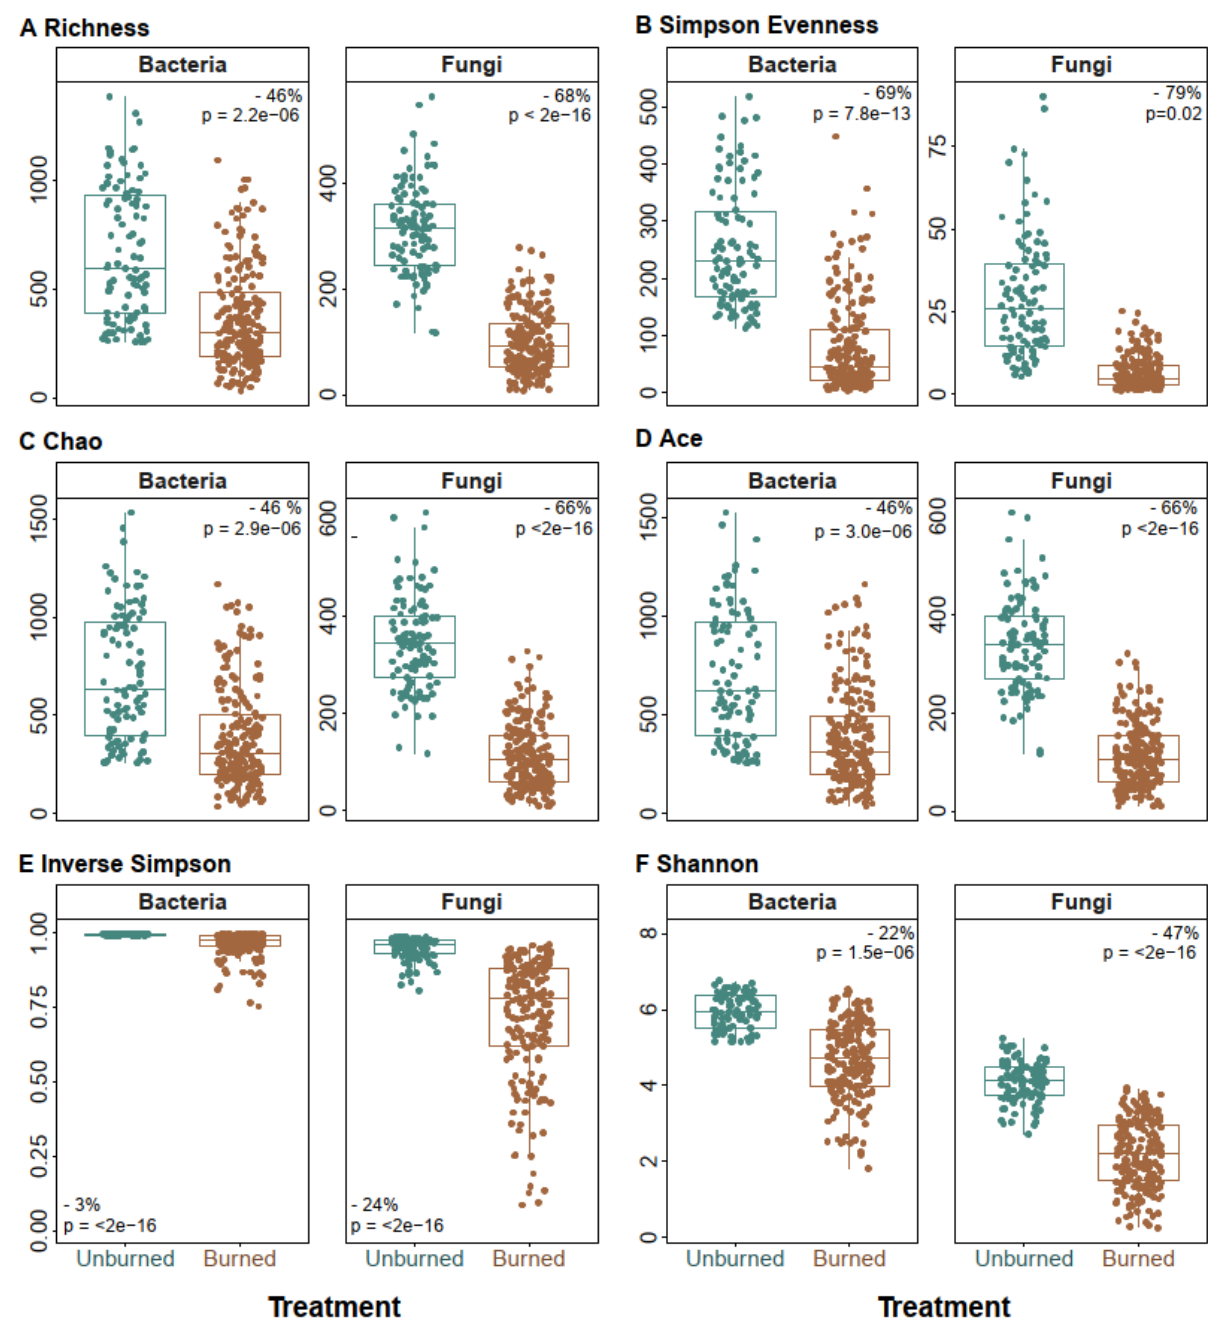 A Richness
Bacteria
- 46%
p = 2.2e−06
0
500
1000
Fungi
- 68%
p < 2e−16
0
200
400
B Simpson Evenness
Bacteria
- 69%
p = 7.8e−13
0
100
200
300
400
500
Fungi
- 79%
p=0.02
0
25
50
75
C Chao
Bacteria
- 46 %
p = 2.9e−06
0
500
1000
1500
Fungi
- 66%
p <2e−16
0
200
400
600
D Ace
Bacteria
- 46%
p = 3.0e−06
0
500
1000
1500
Fungi
- 66%
p <2e−16
0
200
400
600
E Inverse Simpson
Bacteria
- 3%
p = <2e−16
0.00
0.25
0.50
0.75
1.00
Fungi
- 24%
p = <2e−16
Unburned Burned Unburned Burned
Treatment
F Shannon
Bacteria
- 22%
p = 1.5e−06
0
2
4
6
8
Fungi
- 47%
p = <2e−16
Unburned Burned Unburned Burned
Treatment